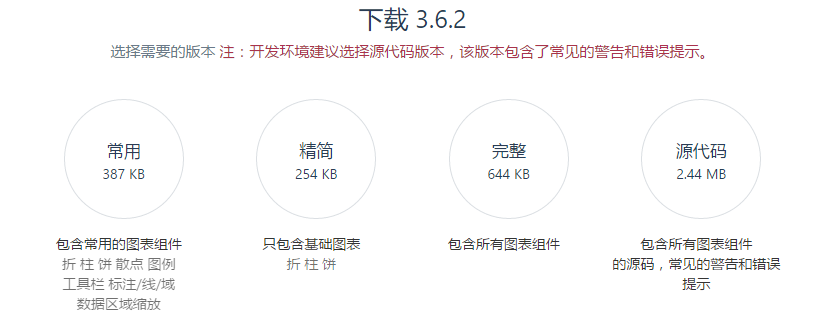 下载 3.6.2
选择需要的版本 注：开发环境建议选择源代码版本，该版本包含了常见的警告和错误提示。
常用
387 KB
精简
254 KB
完整
644 KB
源代码
2.44 MB
包含常用的图表组件
折 柱 饼 散点 图例
工具栏 标注/线/域
数据区域缩放
只包含基础图表
折 柱 饼
包含所有图表组件
包含所有图表组件
的源码，常见的警告和错误
提示